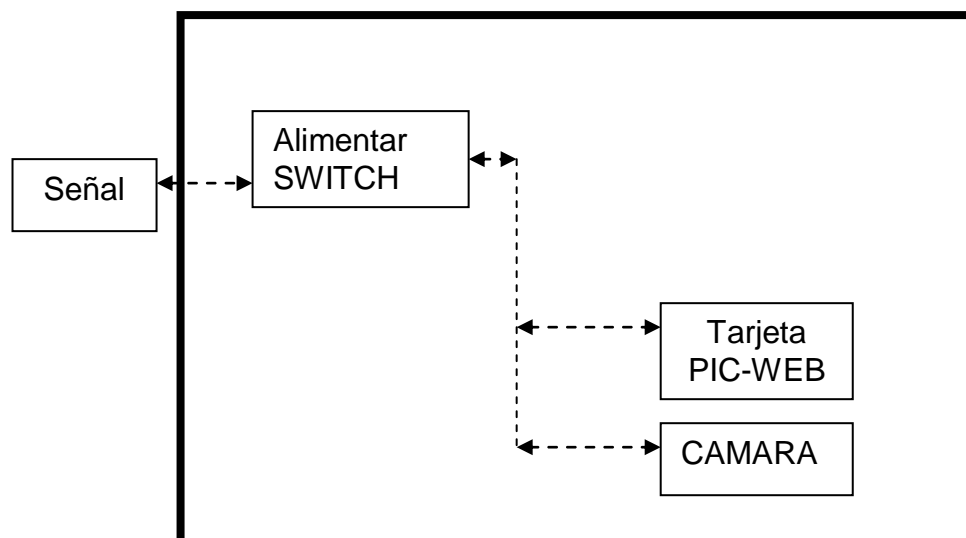 Señal
Alimentar
SWITCH
Tarjeta
PIC-WEB
CAMARA